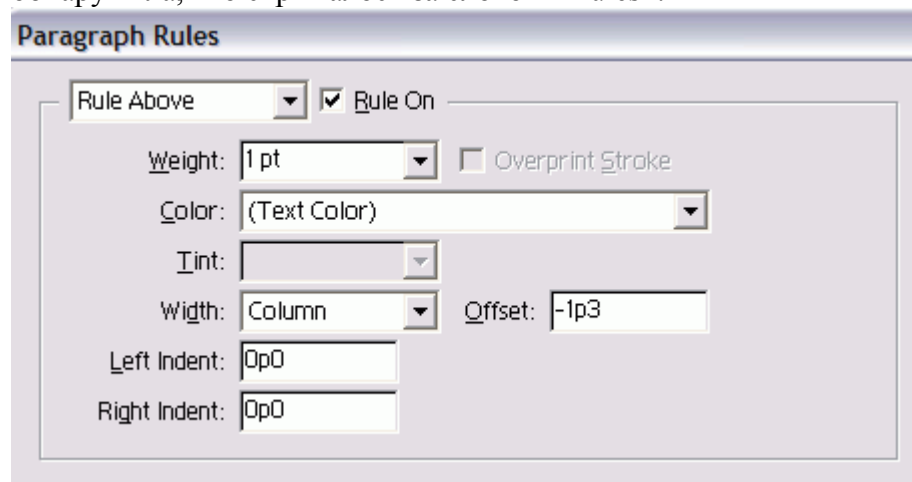 Paragraph Rules
Rule Above Rule On
Weight: 1 pt Overprint Stroke
Color: (Text Color)
Tint:
Width: Column Offset: -1p3
Left Indent: 0p0
Right Indent: 0p0